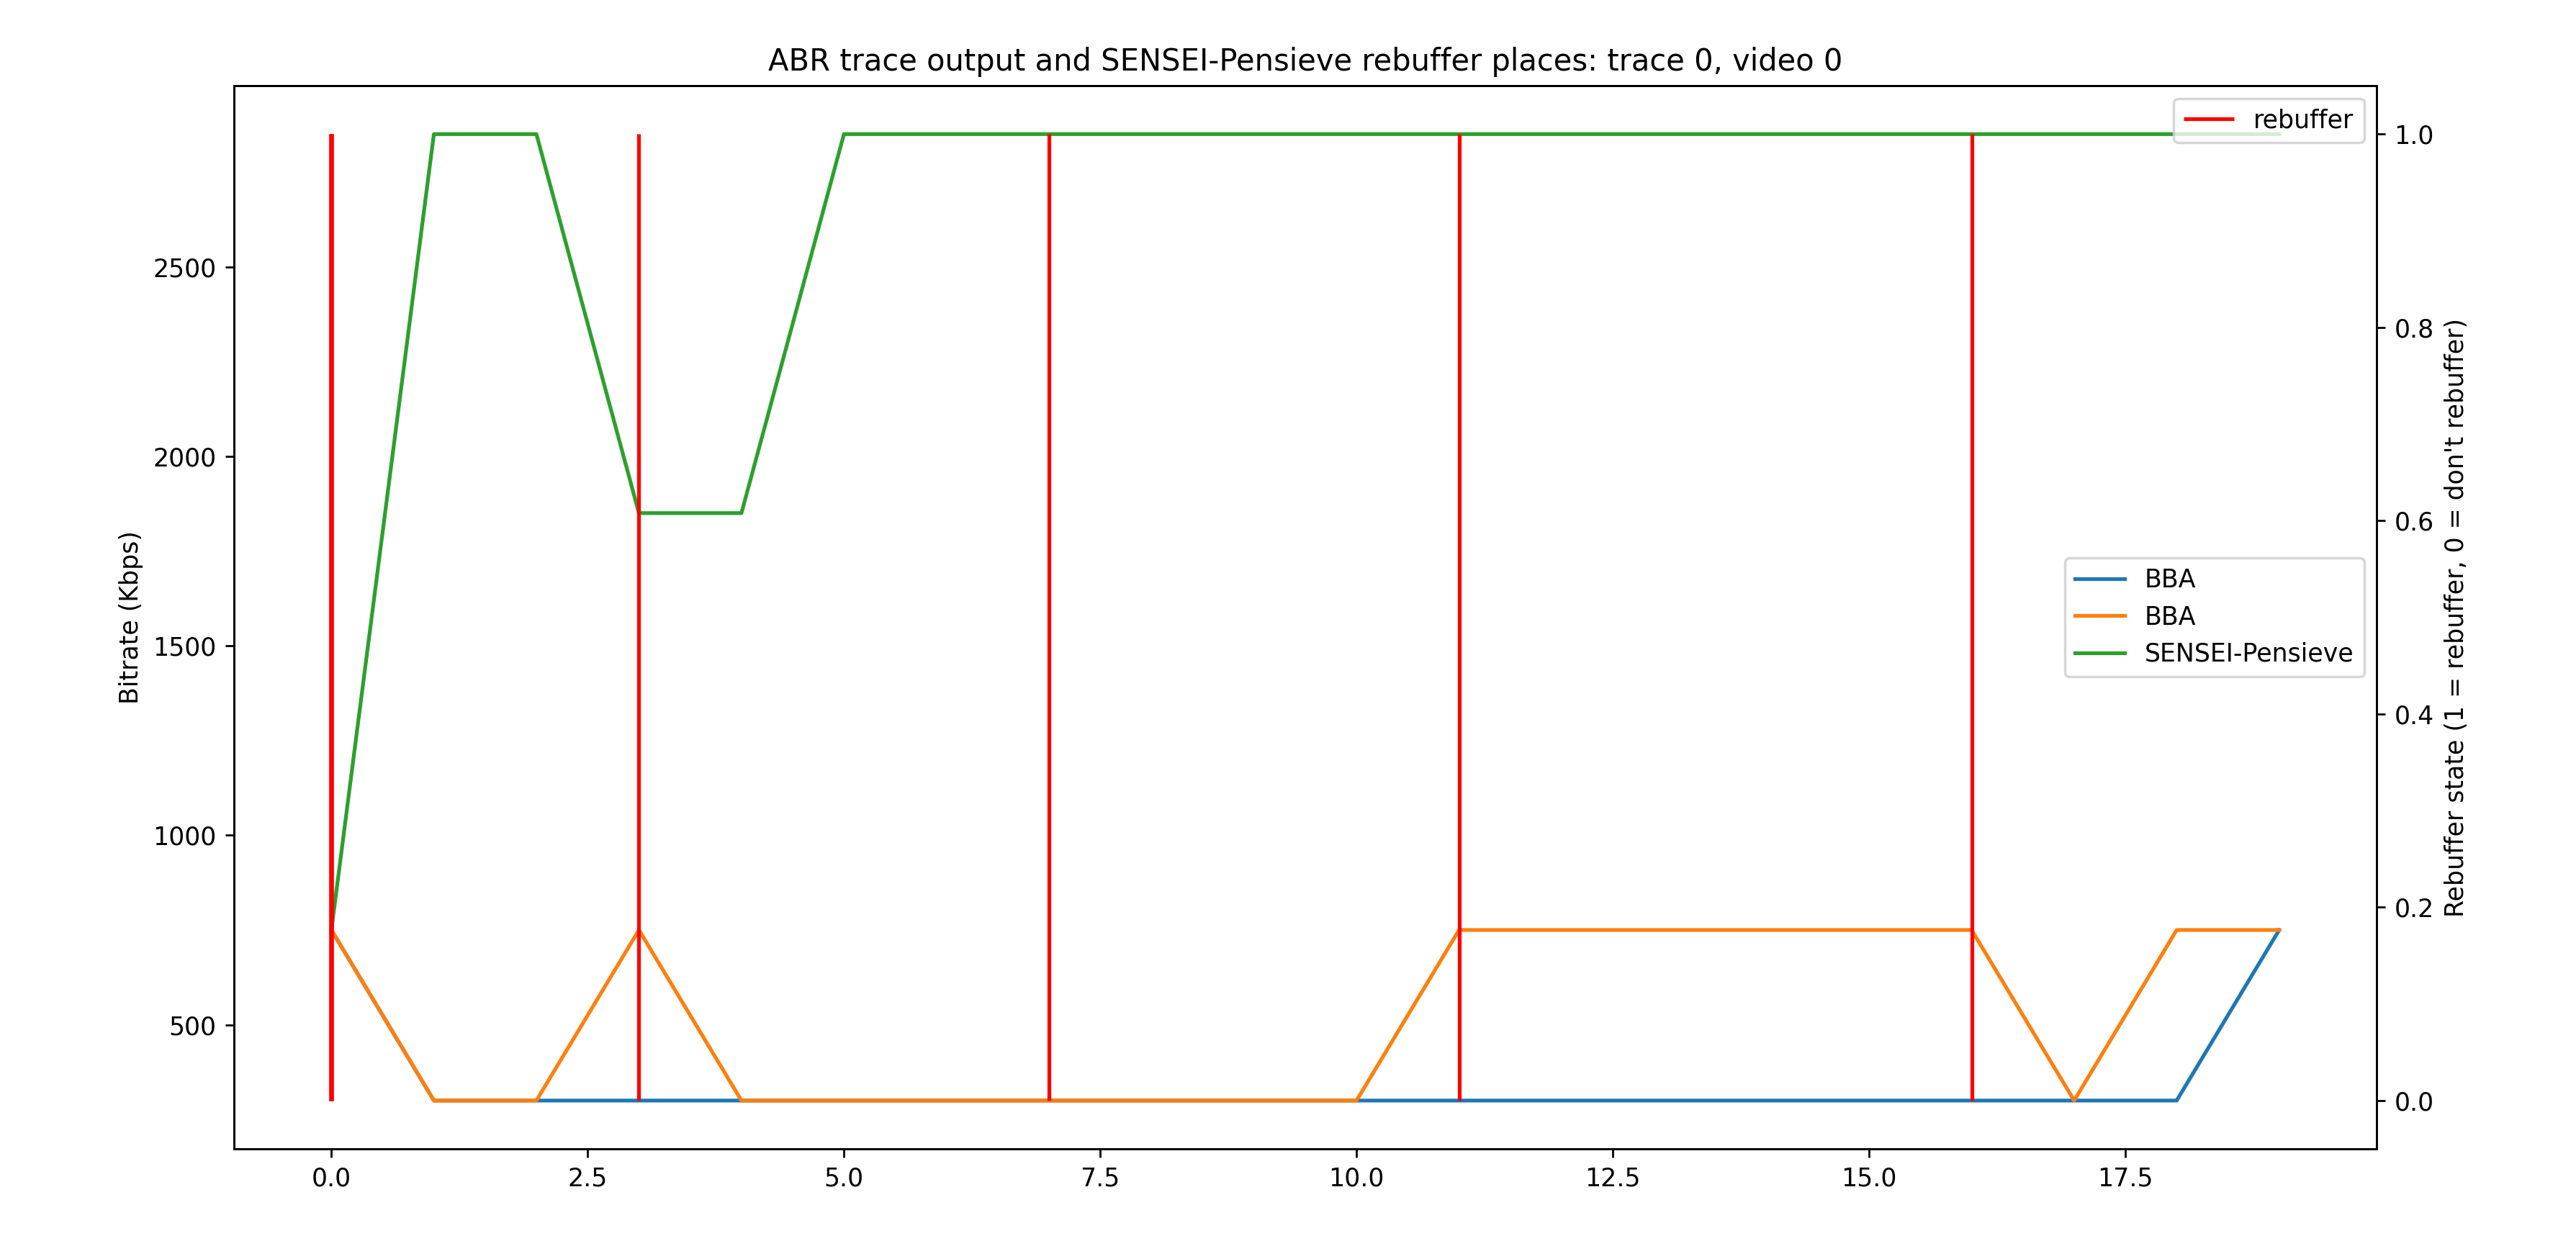 ABR trace output and SENSEI-Pensieve rebuffer places: trace 0, video 0
rebuffer
2500
2000
1500
1000
500
Bitrate (Kbps)
1.0
0.8
0.6
0.4
0.2
0.0
Rebuffer state (1 = rebuffer, 0 = don't rebuffer)
BBA
BBA
SENSEI-Pensieve
0.0 2.5 5.0 7.5 10.0 12.5 15.0 17.5